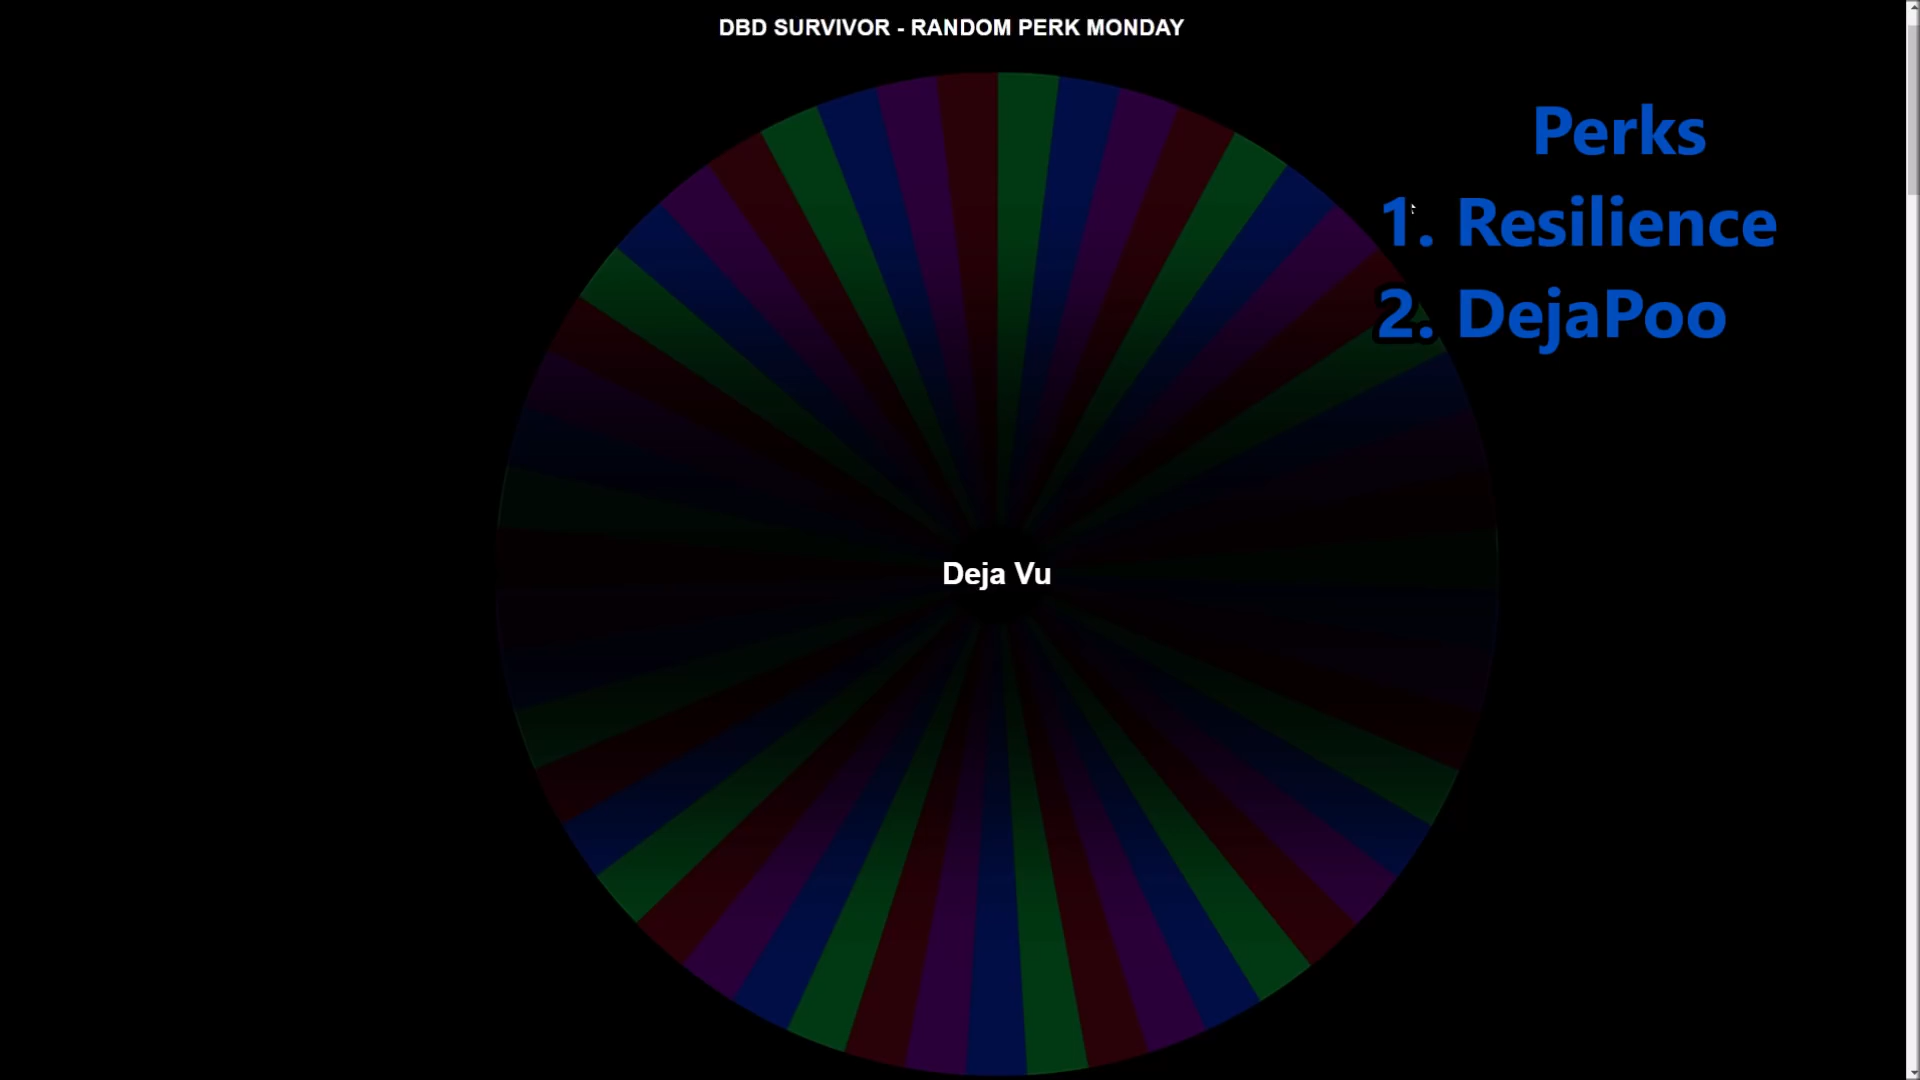 DBD SURVIVOR - RANDOM PERK MONDAY
Perks
1. Resilience
2. DejaPoo
Deja Vu